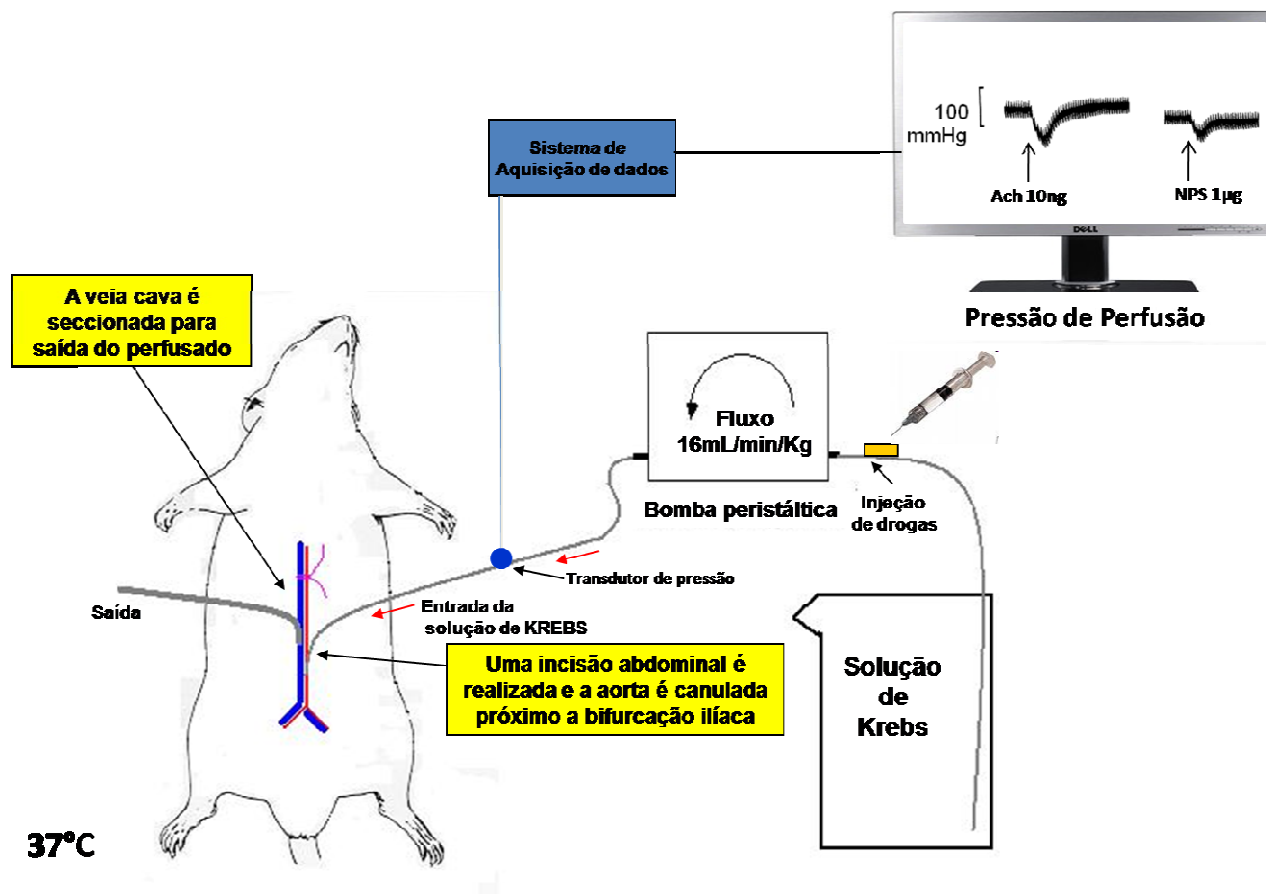 100
mmHg
Ach 10ng
NPS 1µg
DELL
Pressão de Perfusão
Sistema de
Aquisição de dados
A veia cava é
seccionada para
saída do perfusado
Fluxo
16mL/min/Kg
Bomba peristáltica
Injeção
de drogas
Transdutor de pressão
Saída
Entrada da
solução de KREBS
Uma incisão abdominal é
realizada e a aorta é canulada
próximo a bifurcação ilíaca
Solução
de
Krebs
37°C